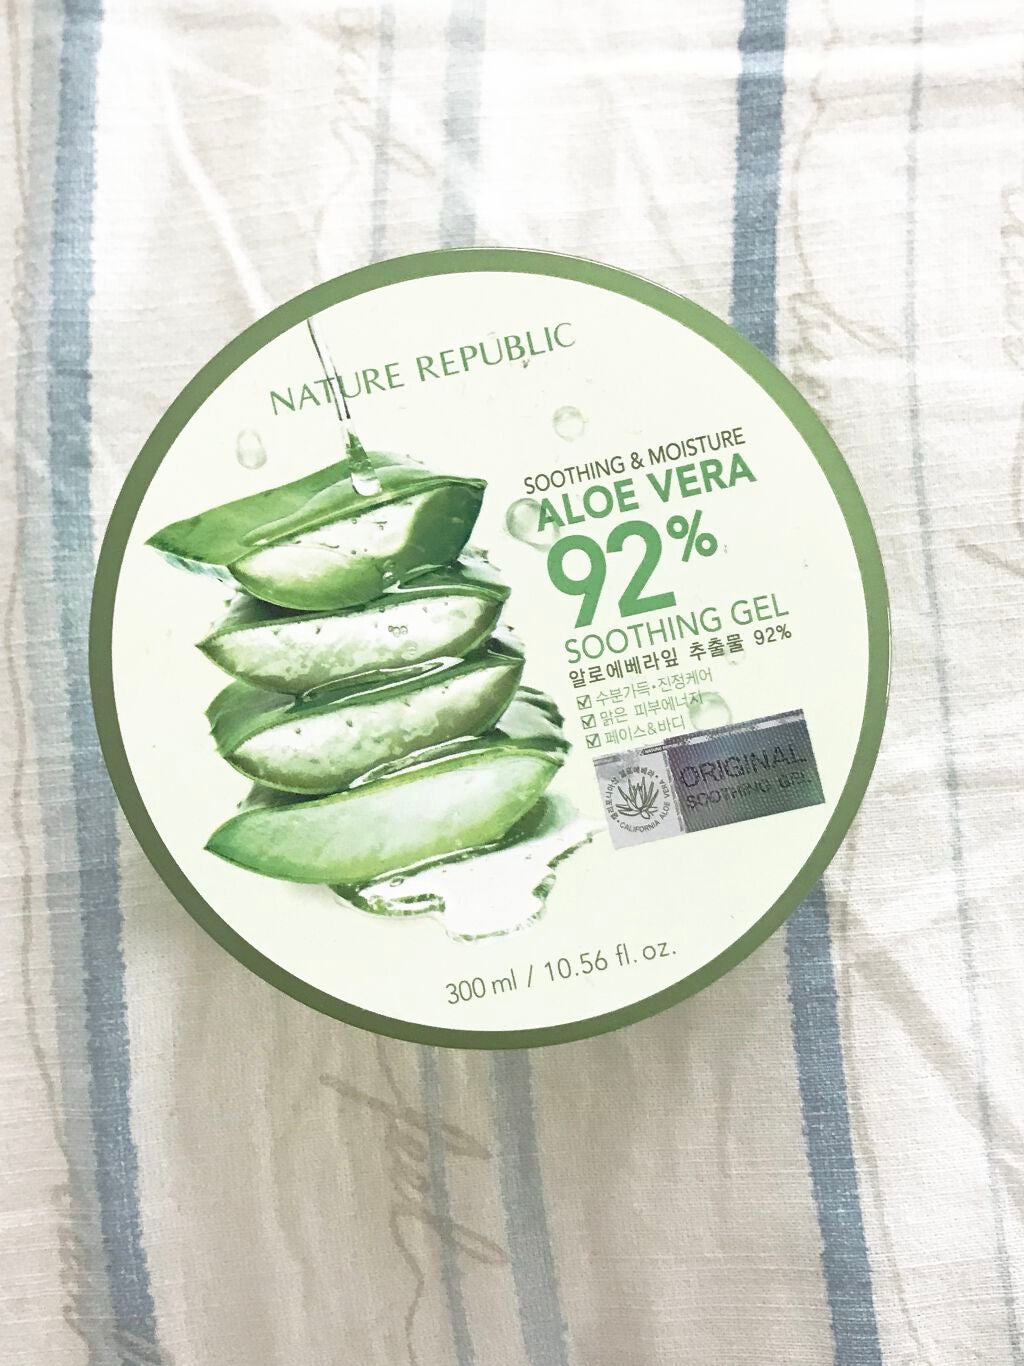 NATURE REPUBLIC
SOOTHING & MOISTURE
ALOE VERA
92%
SOOTHING GEL
알로에베라잎 추출물 92%
☑ 수분가득·진정케어
☑ 맑은 피부에너지
☑ 페이스&바디
ORIGINAL
SOOTHING GEL
CALIFORNIA ALOE VERA
300 ml / 10.56 fl. oz.